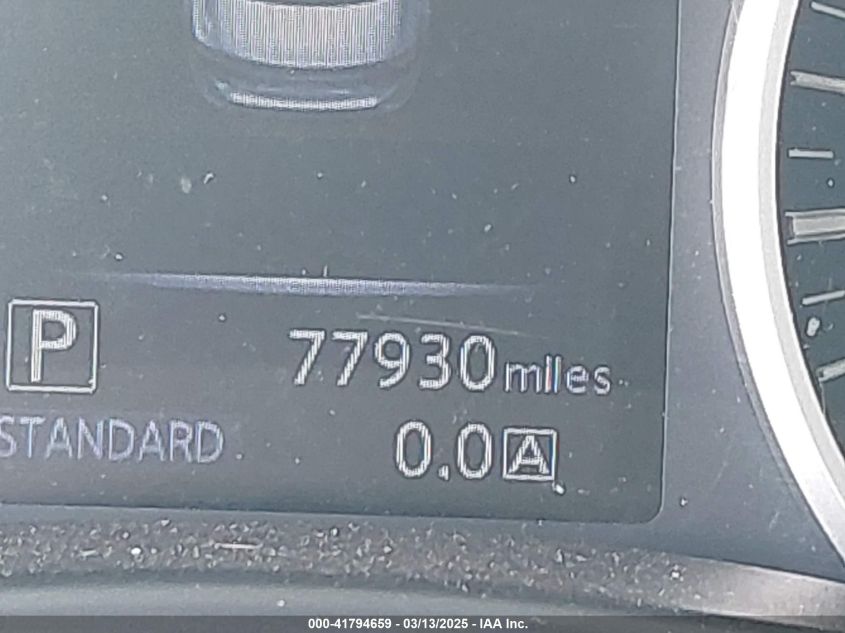 P
77930 miles
STANDARD
0.0 A
000-41794659 - 03/13/2025 - IAA Inc.